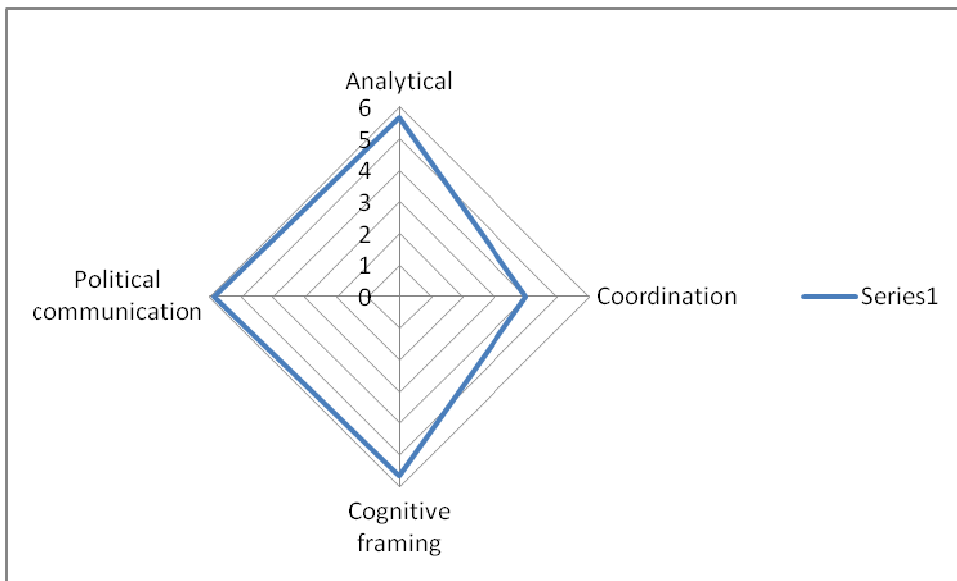 Analytical
6
5
4
3
2
1
0
Political
communication
Coordination
Series1
Cognitive
framing